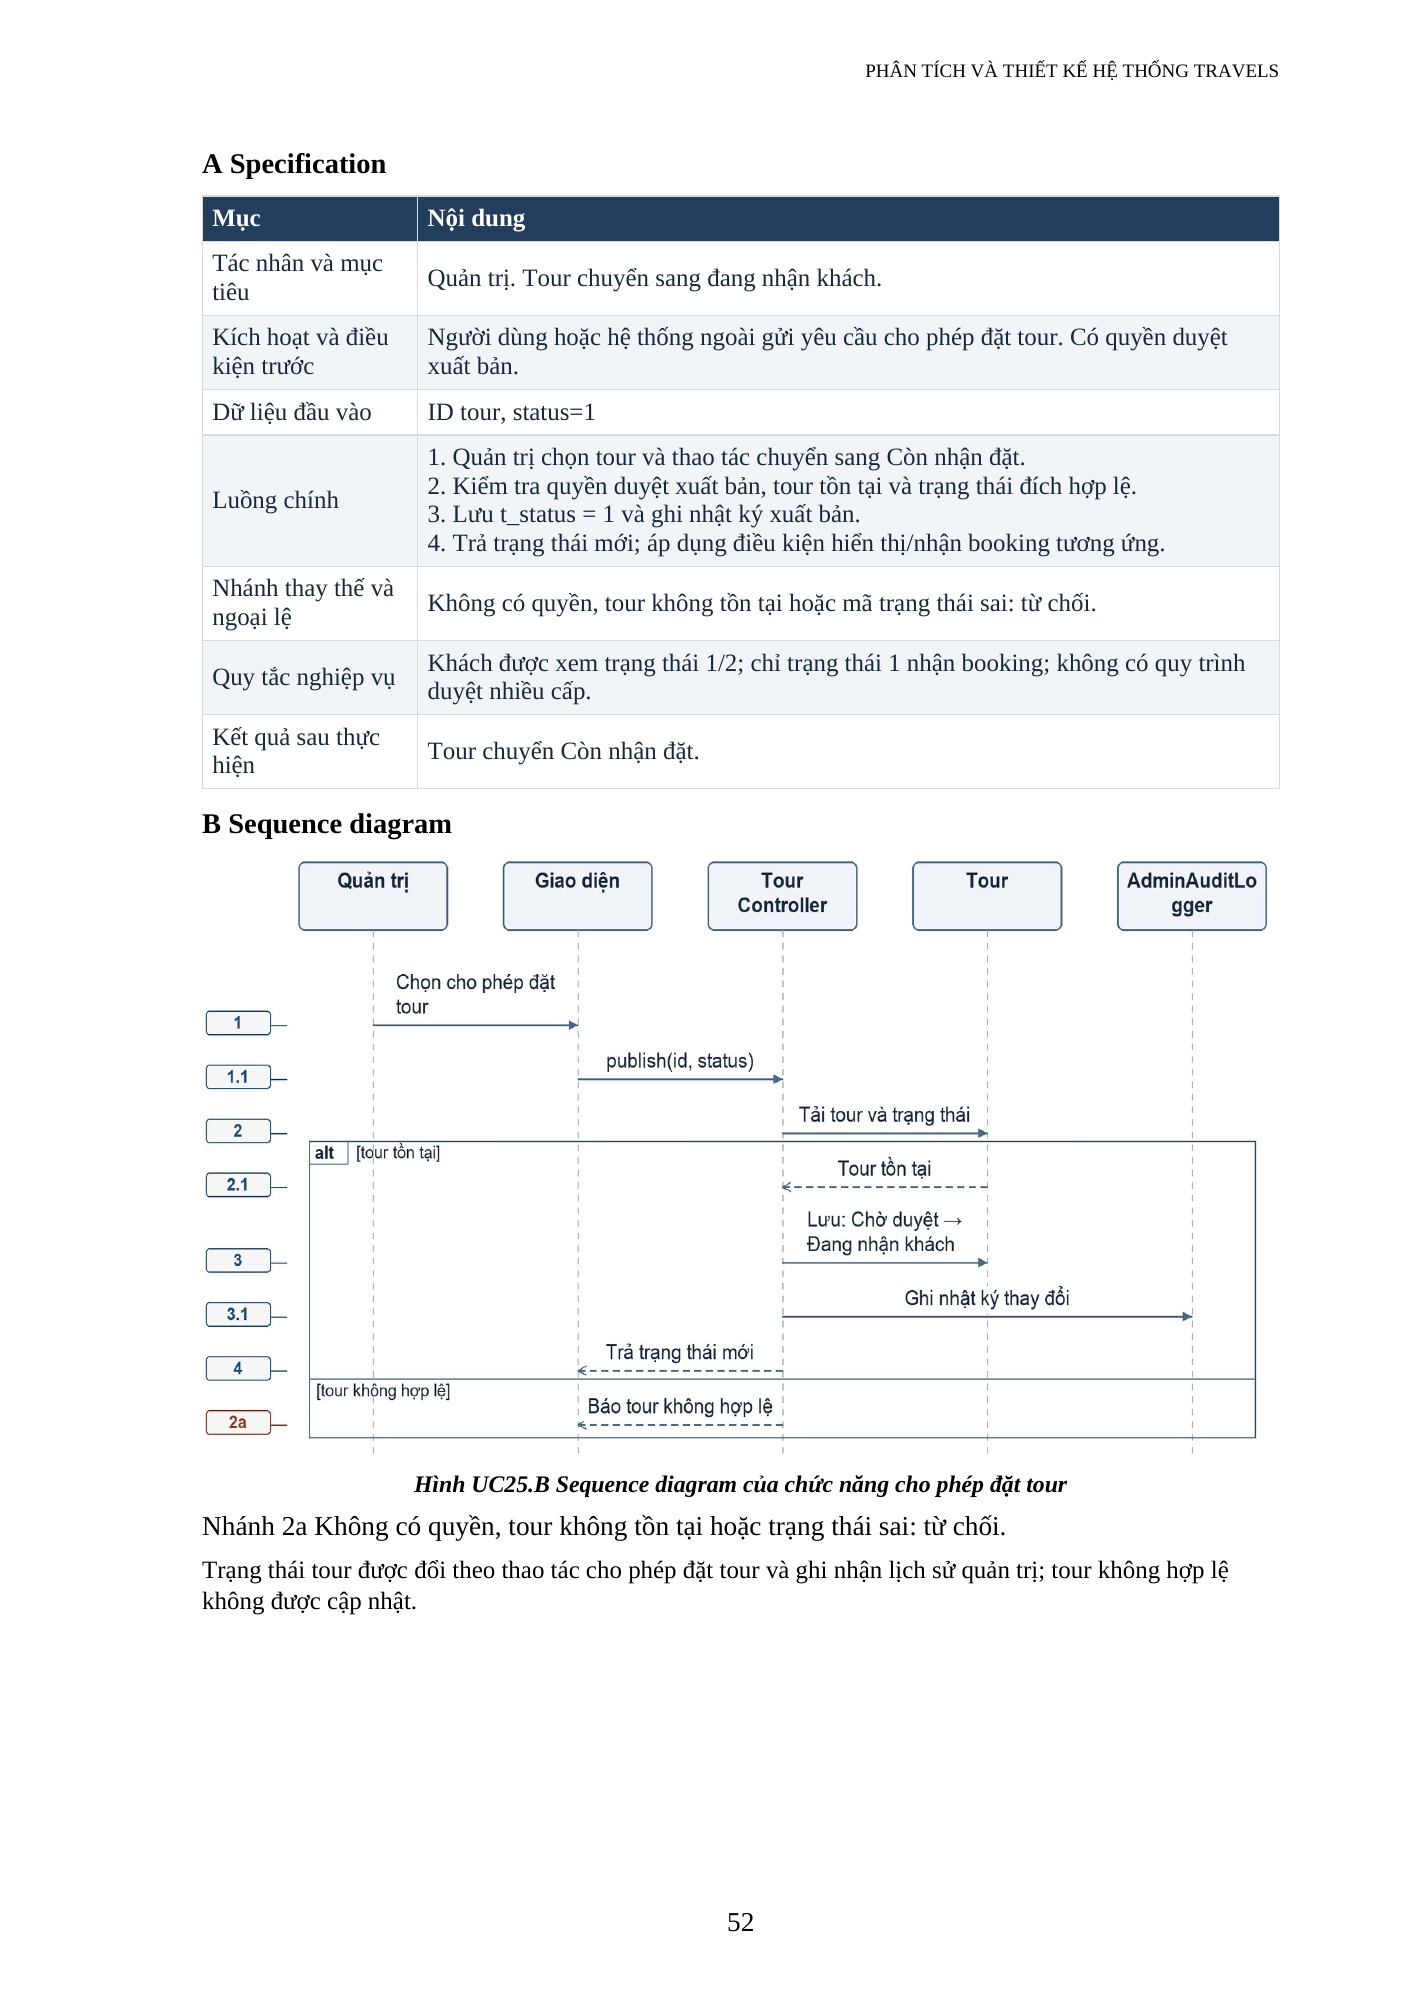 PHÂN TÍCH VÀ THIẾT KẾ HỆ THỐNG TRAVELS
A Specification
Mục
Nội dung
Tác nhân và mục
tiêu
Quản trị. Tour chuyển sang đang nhận khách.
Kích hoạt và điều
kiện trước
Người dùng hoặc hệ thống ngoài gửi yêu cầu cho phép đặt tour. Có quyền duyệt
xuất bản.
Dữ liệu đầu vào
ID tour, status=1
Luồng chính
1. Quản trị chọn tour và thao tác chuyển sang Còn nhận đặt.
2. Kiểm tra quyền duyệt xuất bản, tour tồn tại và trạng thái đích hợp lệ.
3. Lưu t_status = 1 và ghi nhật ký xuất bản.
4. Trả trạng thái mới; áp dụng điều kiện hiển thị/nhận booking tương ứng.
Nhánh thay thế và
ngoại lệ
Không có quyền, tour không tồn tại hoặc mã trạng thái sai: từ chối.
Quy tắc nghiệp vụ
Khách được xem trạng thái 1/2; chỉ trạng thái 1 nhận booking; không có quy trình
duyệt nhiều cấp.
Kết quả sau thực
hiện
Tour chuyển Còn nhận đặt.
B Sequence diagram
Quản trị
Giao diện
Tour
Controller
Tour
AdminAuditLo
gger
Chọn cho phép đặt
tour
1
publish(id, status)
1.1
Tải tour và trạng thái
2
alt
[tour tồn tại]
Tour tồn tại
2.1
Lưu: Chờ duyệt →
Đang nhận khách
3
Ghi nhật ký thay đổi
3.1
Trả trạng thái mới
4
[tour không hợp lệ]
Báo tour không hợp lệ
2a
Hình UC25.B Sequence diagram của chức năng cho phép đặt tour
Nhánh 2a Không có quyền, tour không tồn tại hoặc trạng thái sai: từ chối.
Trạng thái tour được đổi theo thao tác cho phép đặt tour và ghi nhận lịch sử quản trị; tour không hợp lệ
không được cập nhật.
52